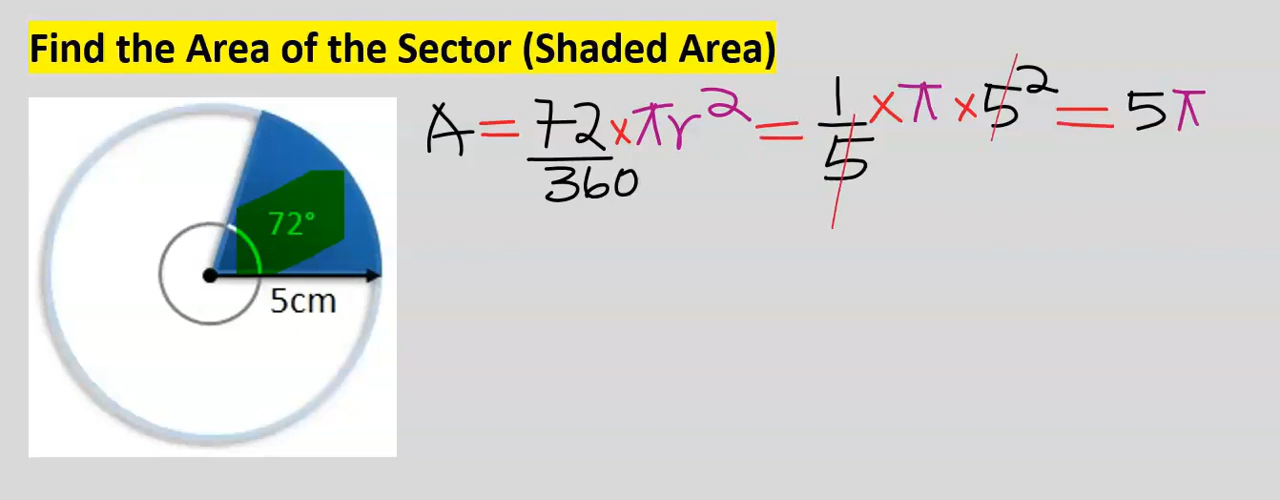 Find the Area of the Sector (Shaded Area)
A = 72/360 × πr² = 1/5 × π × 5² = 5π
72°
5cm